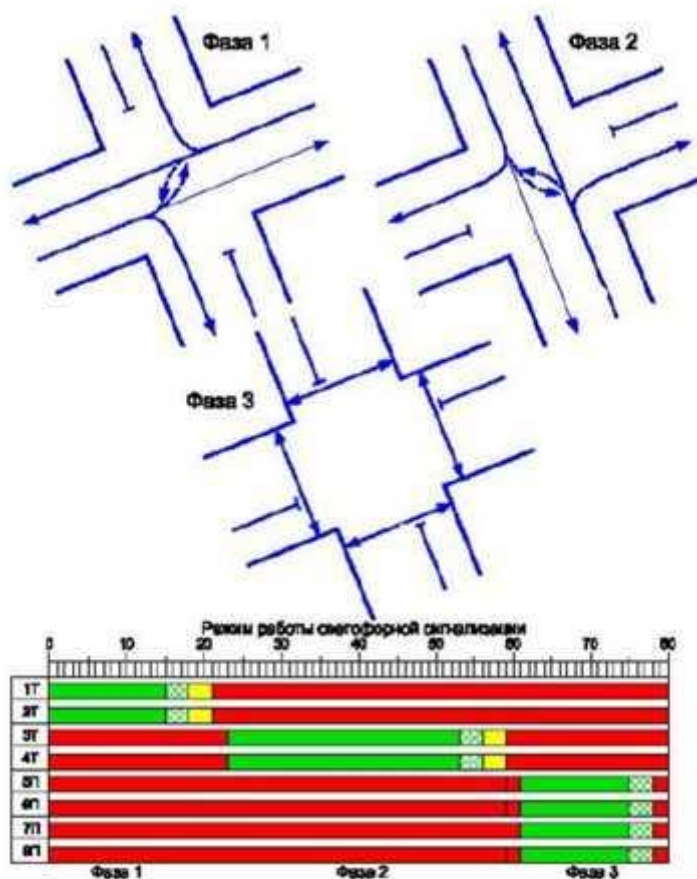 Фаза 1
Фаза 2
Фаза 3
Режим работы светофорной сигнализации
0 10 20 30 40 50 60 70 80
1Т
2Т
3Т
4Т
5П
6П
7П
8П
Фаза 1 Фаза 2 Фаза 3